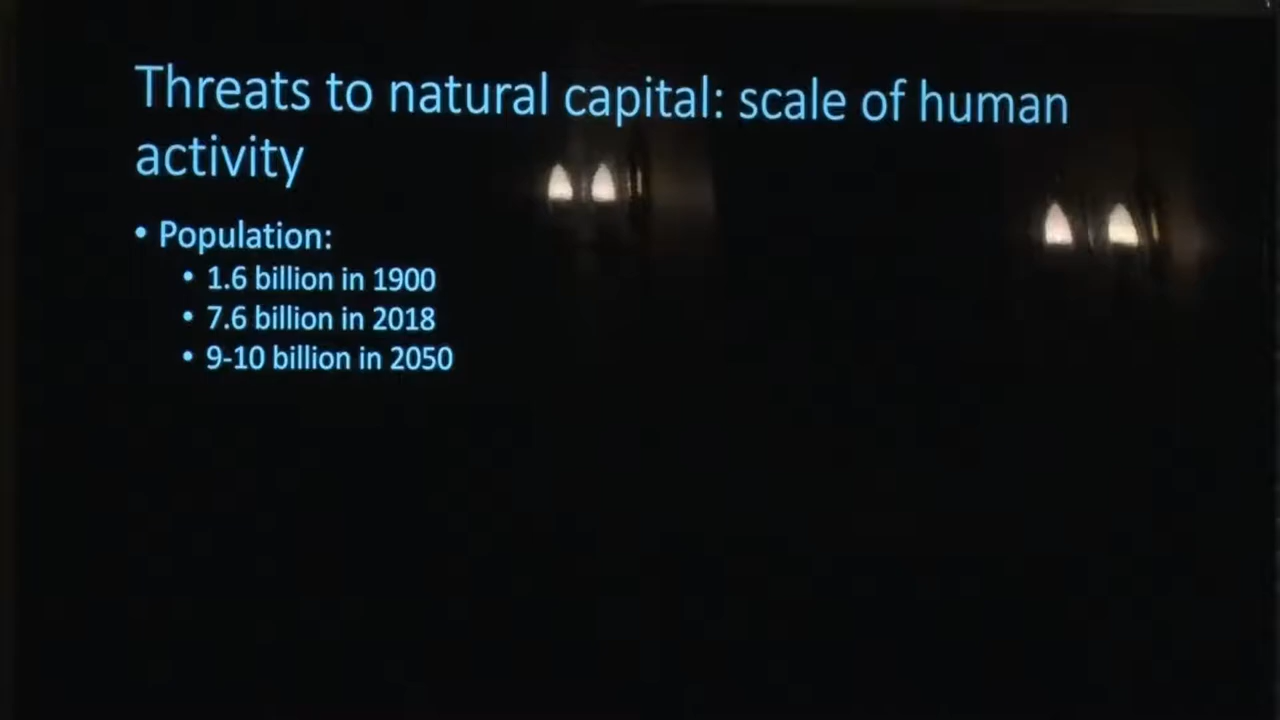 Threats to natural capital: scale of human
activity
• Population:
• 1.6 billion in 1900
• 7.6 billion in 2018
• 9-10 billion in 2050